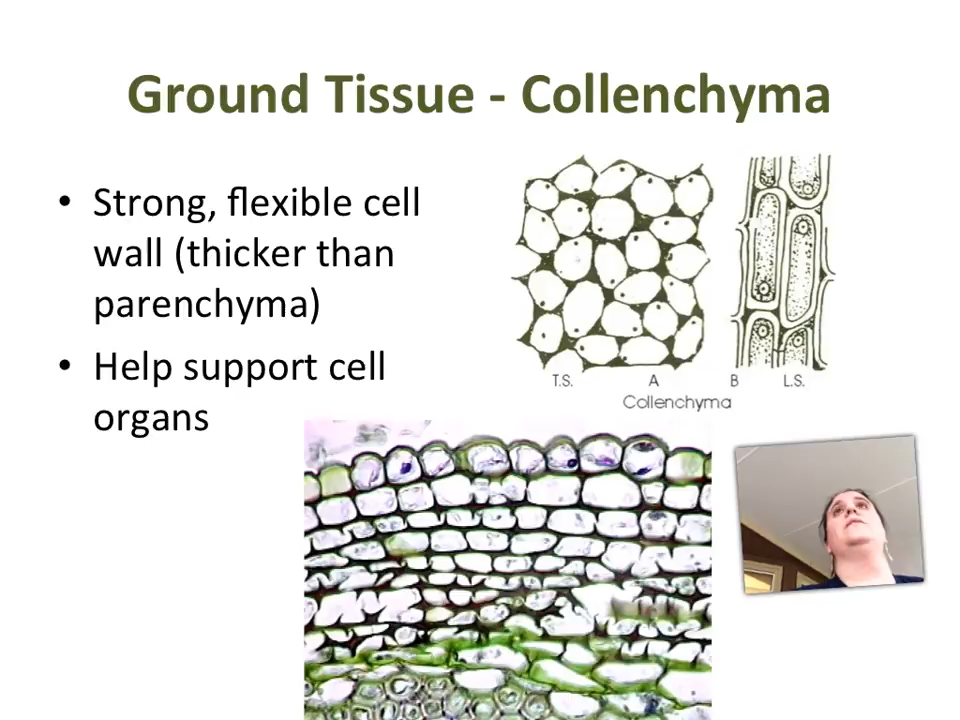 Ground Tissue - Collenchyma
• Strong, flexible cell
wall (thicker than
parenchyma)
• Help support cell
organs
T.S. A B L.S.
Collenchyma